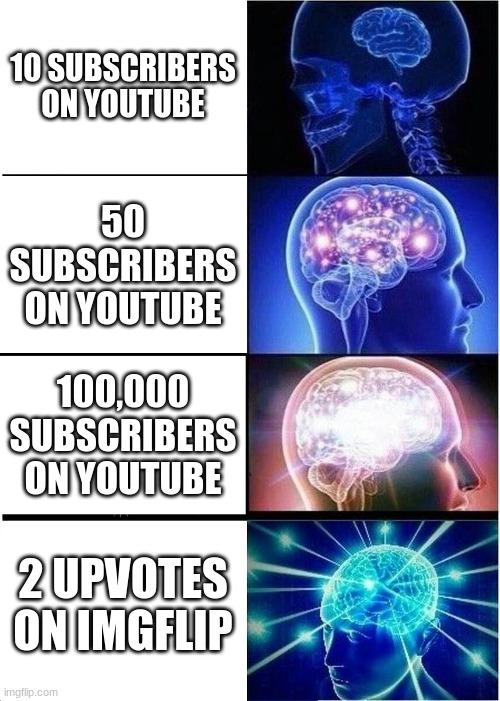 10 SUBSCRIBERS
ON YOUTUBE
50
SUBSCRIBERS
ON YOUTUBE
100,000
SUBSCRIBERS
ON YOUTUBE
2 UPVOTES
ON IMGFLIP
imgflip.com